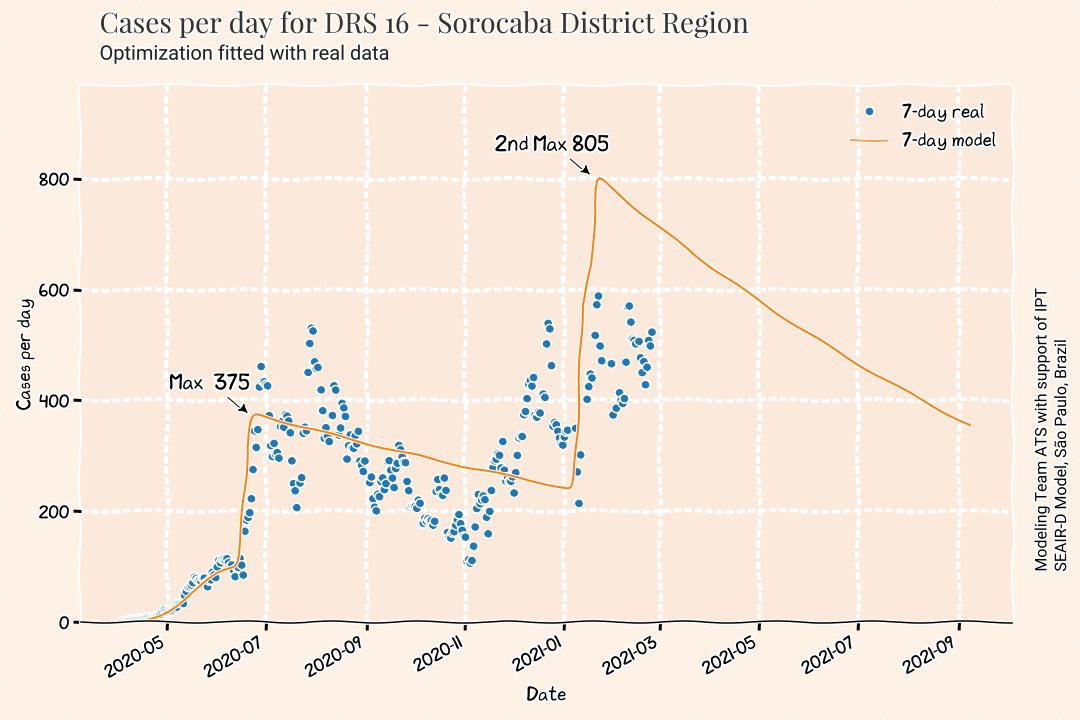 Cases per day for DRS 16 - Sorocaba District Region
Optimization fitted with real data
7-day real
7-day model
2nd Max 805
Max 375
800
600
400
200
0
Cases per day
2020-05
2020-07
2020-09
2020-11
2021-01
2021-03
2021-05
2021-07
2021-09
Date
Modeling Team ATS with support of IPT
SEAIR-D Model, São Paulo, Brazil